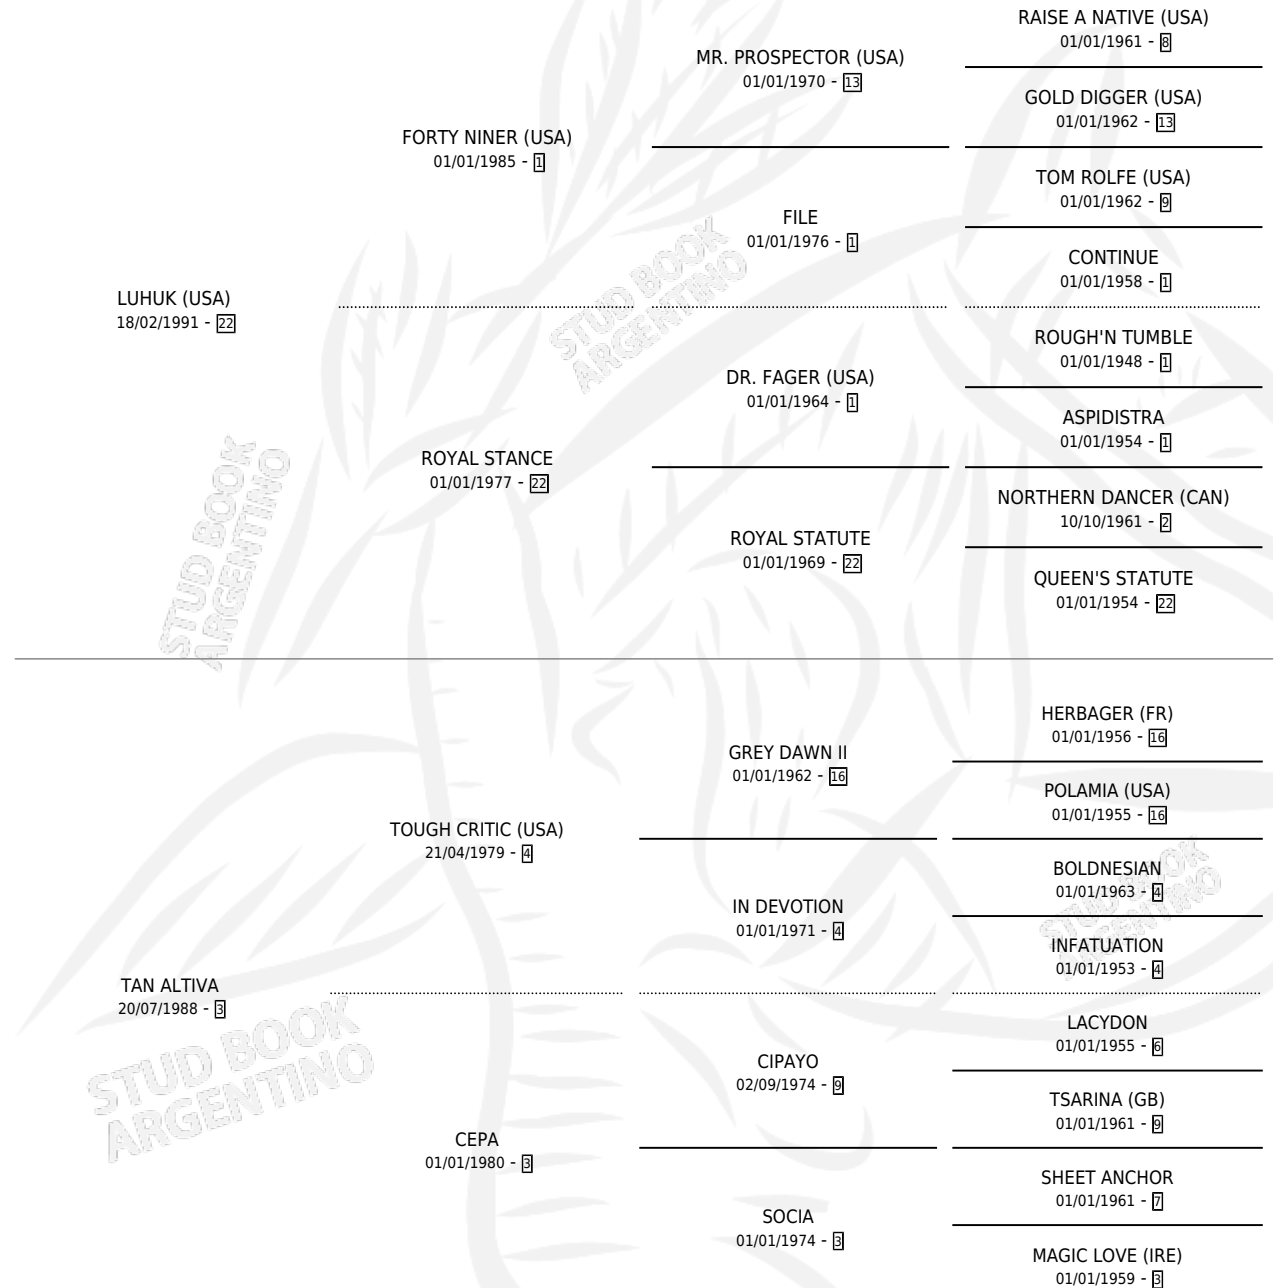 RAISE A NATIVE (USA)
01/01/1961 - 8
MR. PROSPECTOR (USA)
01/01/1970 - 13
GOLD DIGGER (USA)
01/01/1962 - 13
FORTY NINER (USA)
01/01/1985 - 1
TOM ROLFE (USA)
01/01/1962 - 9
FILE
01/01/1976 - 1
CONTINUE
01/01/1958 - 1
LUHUK (USA)
18/02/1991 - 22
STUD BOOK
ARGENTINO
ROUGH'N TUMBLE
01/01/1948 - 1
DR. FAGER (USA)
01/01/1964 - 1
ASPIDISTRA
01/01/1954 - 1
ROYAL STANCE
01/01/1977 - 22
NORTHERN DANCER (CAN)
10/10/1961 - 2
ROYAL STATUTE
01/01/1969 - 22
QUEEN'S STATUTE
01/01/1954 - 22
STUD BOOK
ARGENTINO
HERBAGER (FR)
01/01/1956 - 16
GREY DAWN II
01/01/1962 - 16
POLAMIA (USA)
01/01/1955 - 16
TOUGH CRITIC (USA)
21/04/1979 - 4
BOLDNESIAN
01/01/1963 - 4
IN DEVOTION
01/01/1971 - 4
INFATUATION
01/01/1953 - 4
STUD BOOK
ARGENTINO
TAN ALTIVA
20/07/1988 - 3
LACYDON
01/01/1955 - 6
CIPAYO
02/09/1974 - 9
TSARINA (GB)
01/01/1961 - 9
STUD BOOK
ARGENTINO
CEPA
01/01/1980 - 3
SHEET ANCHOR
01/01/1961 - 7
SOCIA
01/01/1974 - 3
MAGIC LOVE (IRE)
01/01/1959 - 3